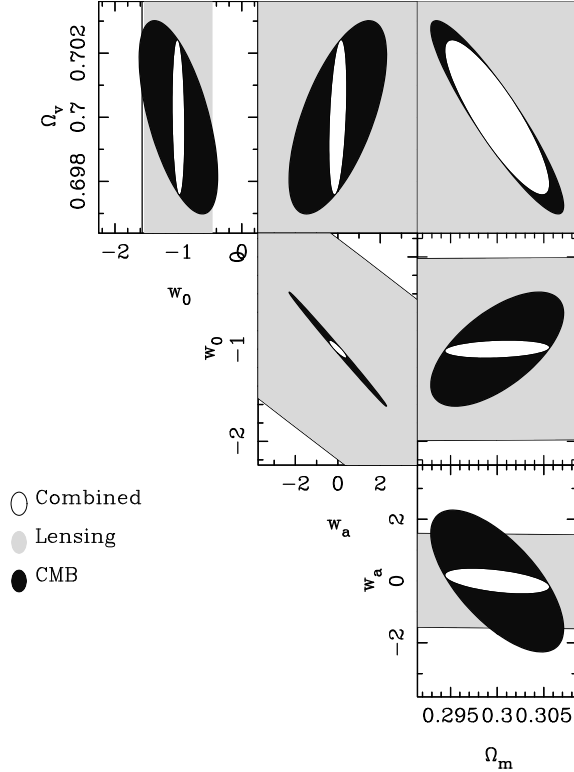 Ω_v
0.698 0.7 0.702
−2 −1 0
w_0
w_0
−2 −1 0
Combined
Lensing
CMB
−2 0 2
w_a
w_a
−2 0 2
0.295 0.3 0.305
Ω_m